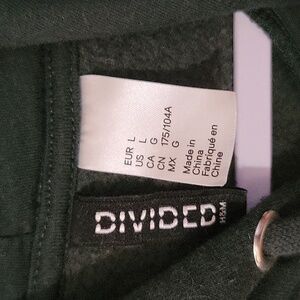 EUR L
US L
CA G
CN 175/104A
MX G
Made in
China
Fabriqué en
Chine
DIVIDED
H&M